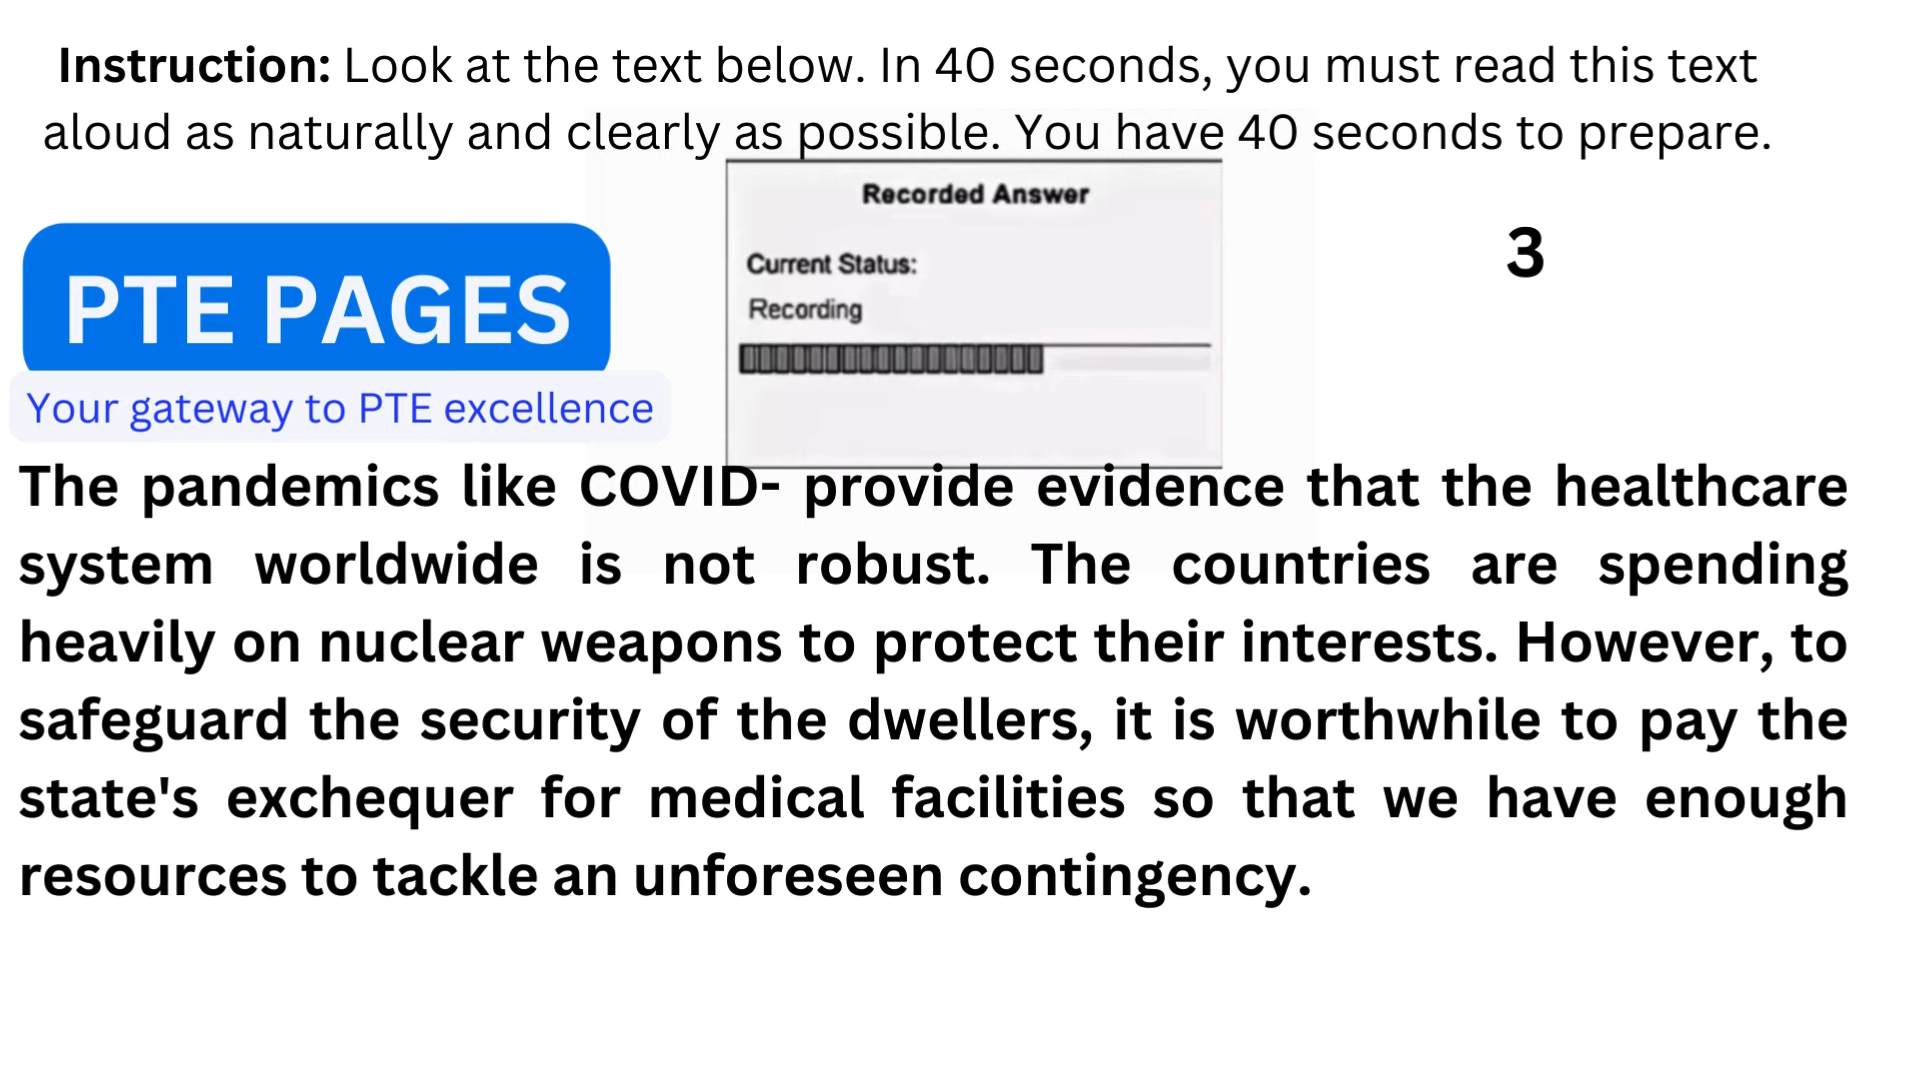 Instruction: Look at the text below. In 40 seconds, you must read this text
aloud as naturally and clearly as possible. You have 40 seconds to prepare.
Recorded Answer
Current Status:
Recording
3
PTE PAGES
Your gateway to PTE excellence
The pandemics like COVID- provide evidence that the healthcare
system worldwide is not robust. The countries are spending
heavily on nuclear weapons to protect their interests. However, to
safeguard the security of the dwellers, it is worthwhile to pay the
state's exchequer for medical facilities so that we have enough
resources to tackle an unforeseen contingency.